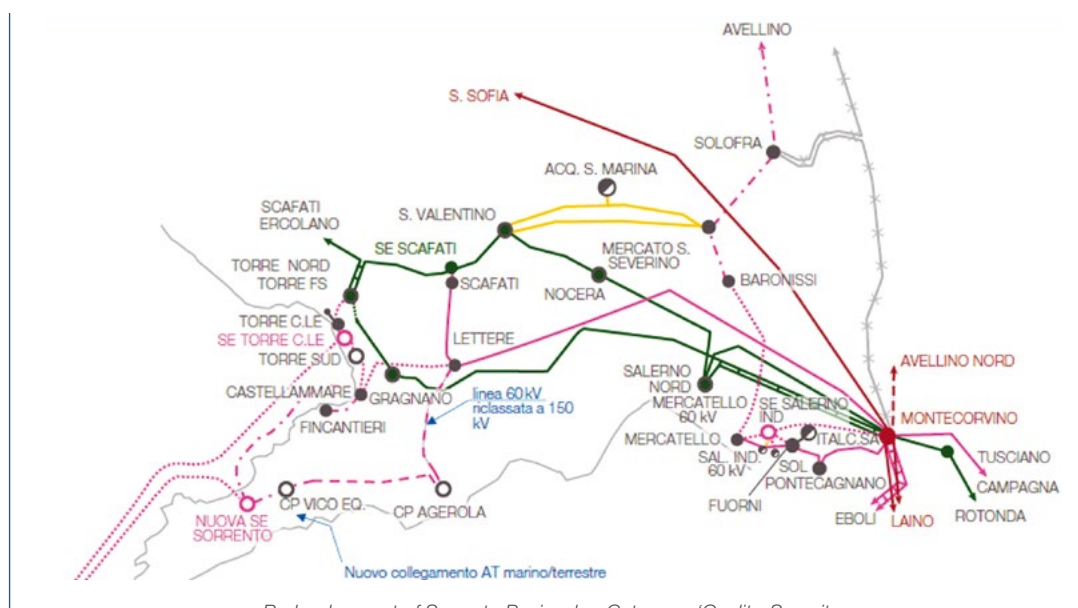 AVELLINO
S. SOFIA
SOLOFRA
ACQ. S. MARINA
SCAFATI
ERCOLANO
S. VALENTINO
SE SCAFATI
MERCATO S.
SEVERINO
TORRE NORD
TORRE FS
SCAFATI
NOCERA
BARONISSI
TORRE C.LE
SE TORRE C.LE
TORRE SUD
LETTERE
AVELLINO NORD
CASTELLAMMARE
GRAGNANO
linea 60 kV
riclassata a 150
kV
SALERNO
NORD
MERCATELLO
60 kV
SE SALERNO
IND
MONTECORVINO
FINCANTIERI
MERCATELLO
ITALC.SA
SAL. IND.
60 kV
SOL
PONTECAGNANO
TUSCIANO
CAMPAGNA
FUORNI
NUOVA SE
SORRENTO
CP VICO EQ.
CP AGEROLA
EBOLI
LAINO
ROTONDA
Nuovo collegamento AT marino/terrestre